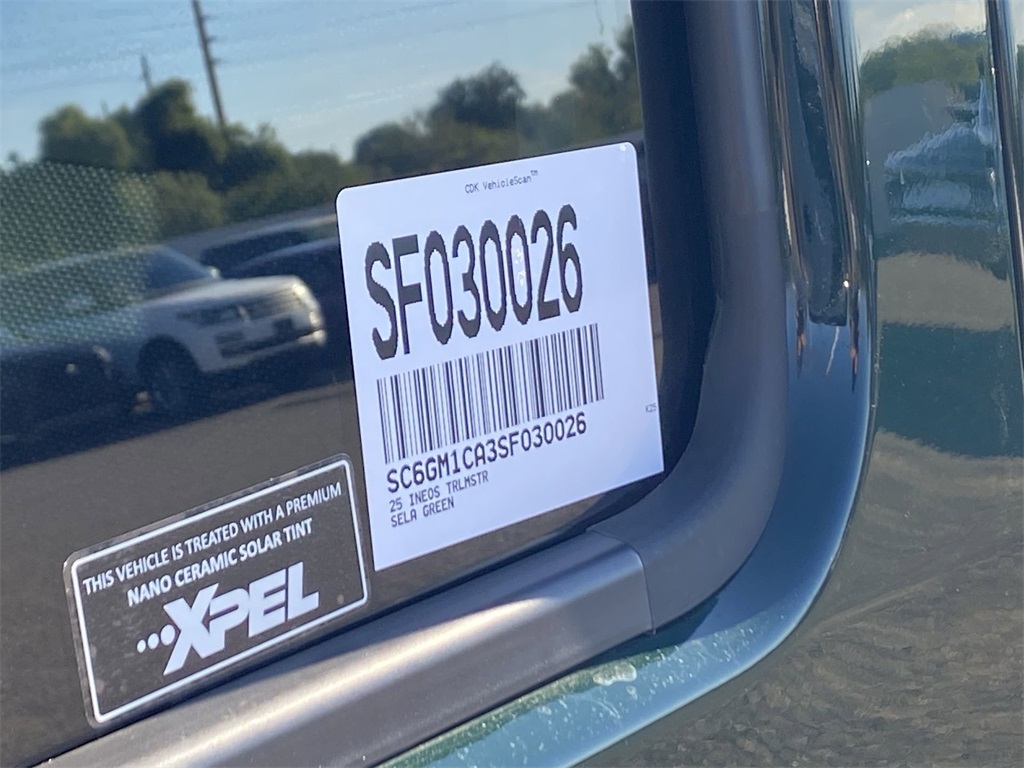 CDK VehicleScan™
SF030026
SC6GM1CA3SF030026
K25
25 INEOS TRLMSTR
SELA GREEN
THIS VEHICLE IS TREATED WITH A PREMIUM
NANO CERAMIC SOLAR TINT
XPEL